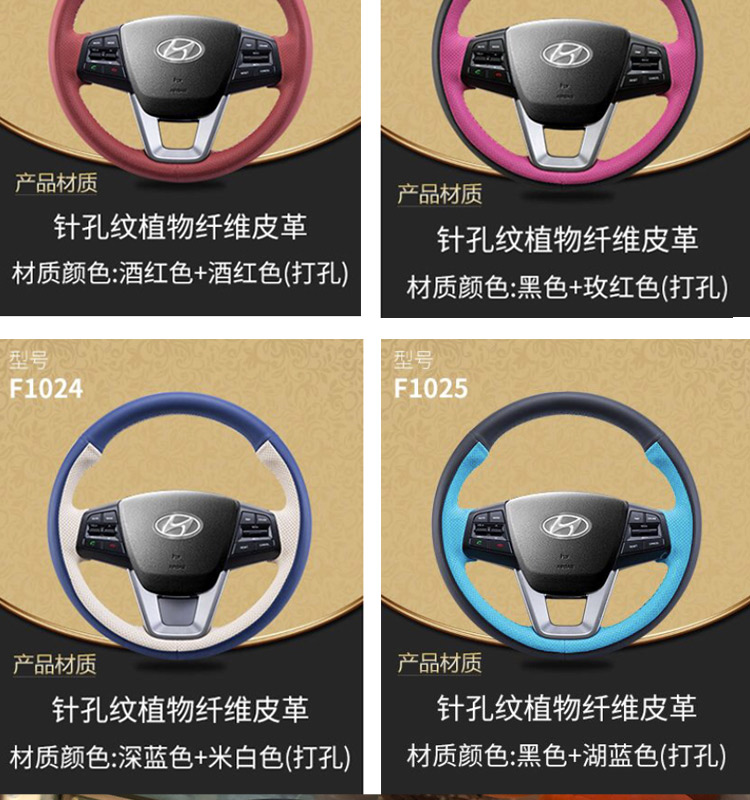 产品材质
针孔纹植物纤维皮革
材质颜色:酒红色+酒红色(打孔)
产品材质
针孔纹植物纤维皮革
材质颜色:黑色+玫红色(打孔)
型号
F1024
产品材质
针孔纹植物纤维皮革
材质颜色:深蓝色+米白色(打孔)
型号
F1025
产品材质
针孔纹植物纤维皮革
材质颜色:黑色+湖蓝色(打孔)